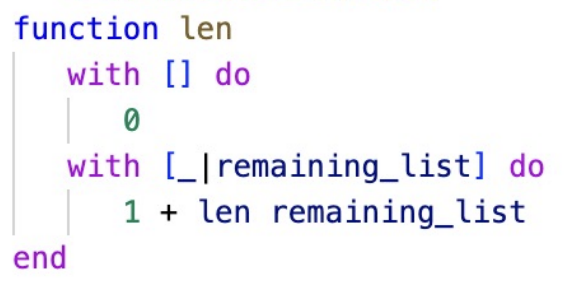 function len
with [] do
0
with [_|remaining_list] do
1 + len remaining_list
end